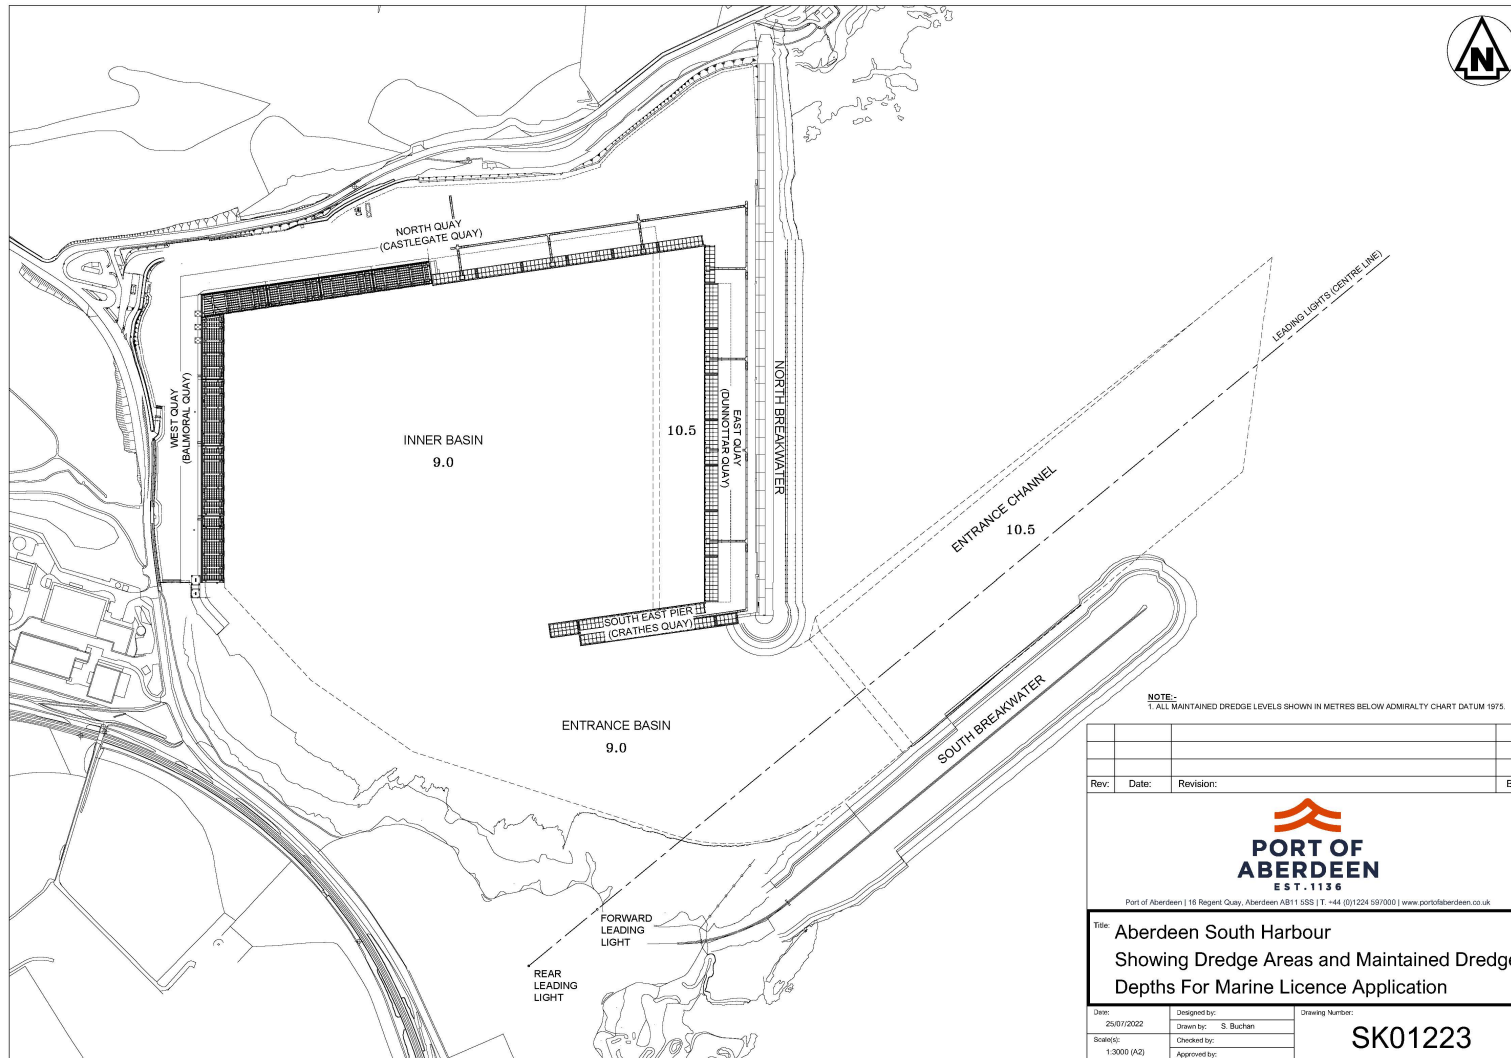 N
NORTH QUAY
(CASTLEGATE QUAY)
LEADING LIGHTS (CENTRE LINE)
WEST QUAY
(BALMORAL QUAY)
INNER BASIN
9.0
10.5
EAST QUAY
(DUNNOTTAR QUAY)
NORTH BREAKWATER
ENTRANCE CHANNEL
10.5
SOUTH EAST PIER
(CRATHES QUAY)
ENTRANCE BASIN
9.0
SOUTH BREAKWATER
FORWARD
LEADING
LIGHT
REAR
LEADING
LIGHT
NOTE:-
1. ALL MAINTAINED DREDGE LEVELS SHOWN IN METRES BELOW ADMIRALTY CHART DATUM 1975.
Rev: Date: Revision:
PORT OF
ABERDEEN
EST.1136
Port of Aberdeen | 16 Regent Quay, Aberdeen AB11 5SS | T. +44 (0)1224 597000 | www.portofaberdeen.co.uk
Title: Aberdeen South Harbour
Showing Dredge Areas and Maintained Dredge
Depths For Marine Licence Application
Date: Designed by: Drawing Number:
25/07/2022 Drawn by: S. Buchan
Scale(s): Checked by: SK01223
1:3000 (A2) Approved by: